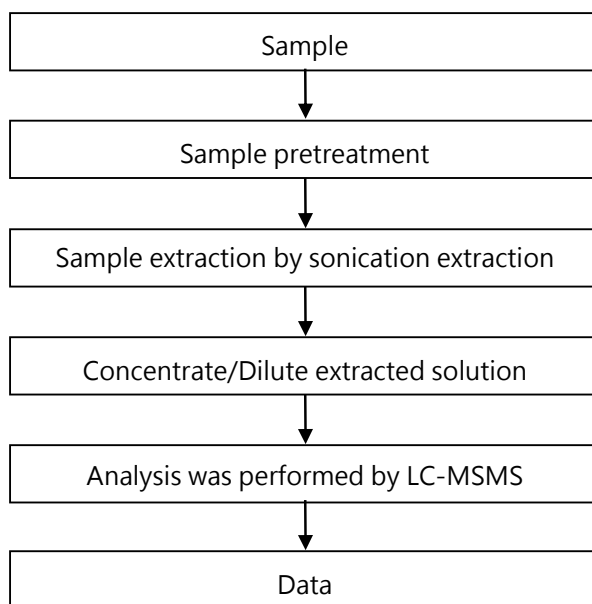 Sample
Sample pretreatment
Sample extraction by sonication extraction
Concentrate/Dilute extracted solution
Analysis was performed by LC-MSMS
Data